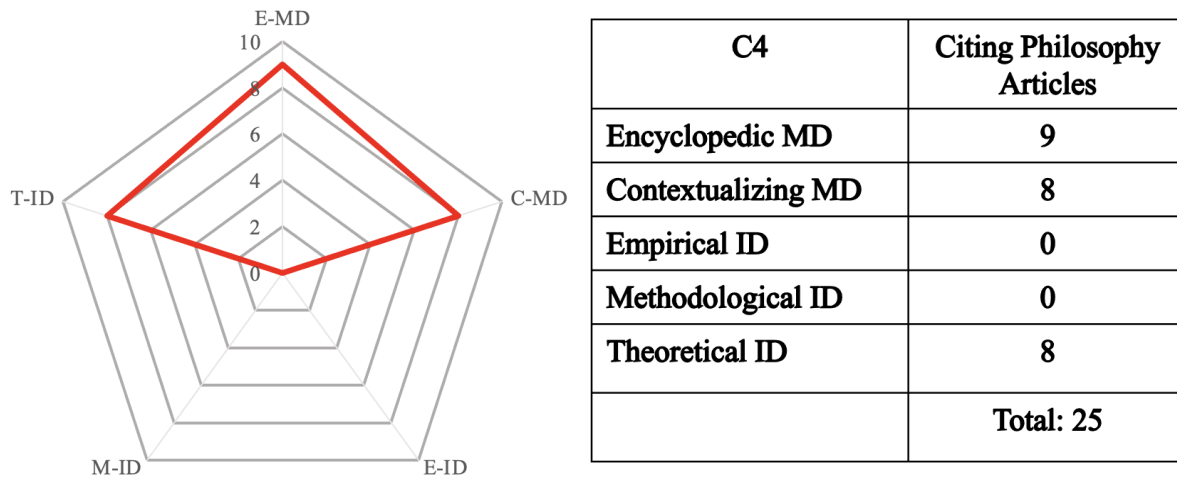 E-MD
10
8
6
4
2
0
T-ID
C-MD
M-ID
E-ID
C4 Citing Philosophy
Articles
Encyclopedic MD 9
Contextualizing MD 8
Empirical ID 0
Methodological ID 0
Theoretical ID 8
Total: 25